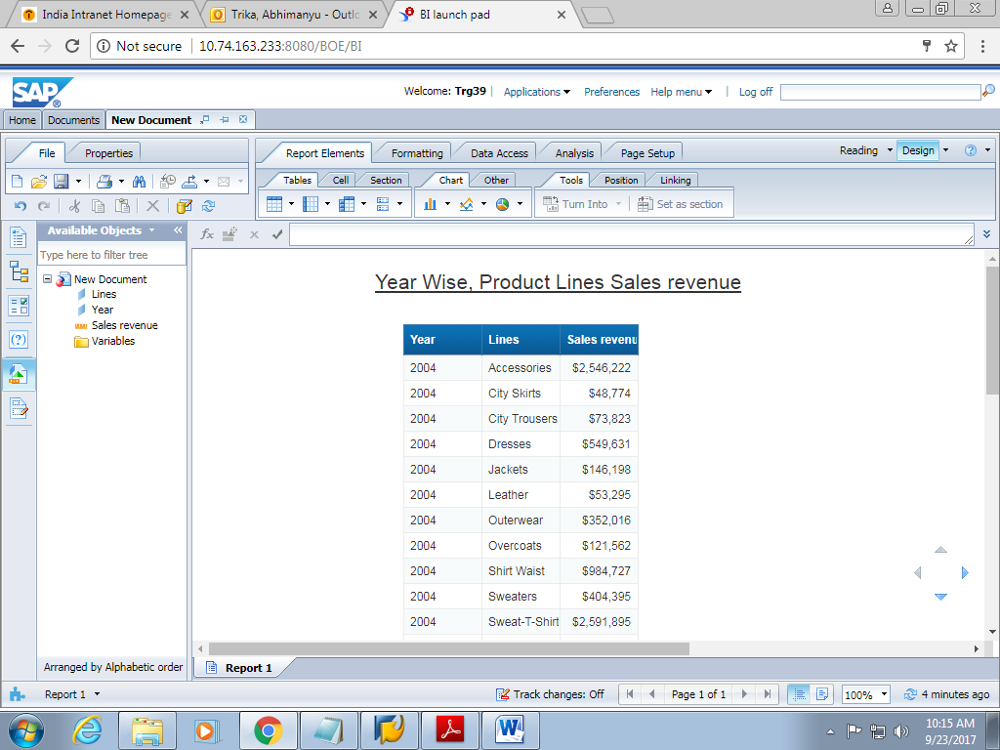 India Intranet Homepage
Trika, Abhimanyu - Outlo
BI launch pad
Not secure 10.74.163.233:8080/BOE/BI
SAP®
Welcome: Trg39 Applications Preferences Help menu Log off
Home Documents New Document
File Properties Report Elements Formatting Data Access Analysis Page Setup Reading Design
Tables Cell Section Chart Other Tools Position Linking
Turn Into Set as section
Available Objects
Type here to filter tree
New Document
Lines
Year
Sales revenue
Variables
Year Wise, Product Lines Sales revenue
Year Lines Sales revenu
2004 Accessories $2,546,222
2004 City Skirts $48,774
2004 City Trousers $73,823
2004 Dresses $549,631
2004 Jackets $146,198
2004 Leather $53,295
2004 Outerwear $352,016
2004 Overcoats $121,562
2004 Shirt Waist $984,727
2004 Sweaters $404,395
2004 Sweat-T-Shirt $2,591,895
Arranged by Alphabetic order
Report 1
Report 1 Track changes: Off Page 1 of 1 100% 4 minutes ago
10:15 AM
9/23/2017